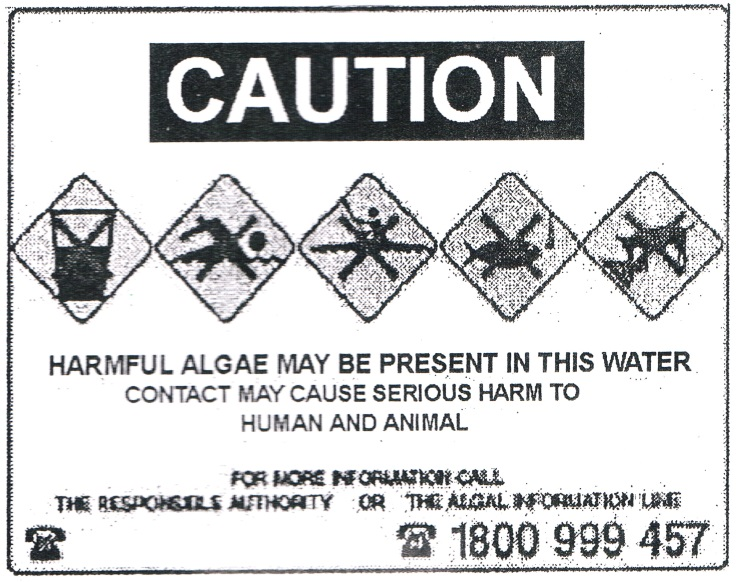 CAUTION
HARMFUL ALGAE MAY BE PRESENT IN THIS WATER
CONTACT MAY CAUSE SERIOUS HARM TO
HUMAN AND ANIMAL
FOR MORE INFORMATION CALL
THE RESPONSIBLE AUTHORITY OR THE ALGAL INFORMATION LINE
1800 999 457